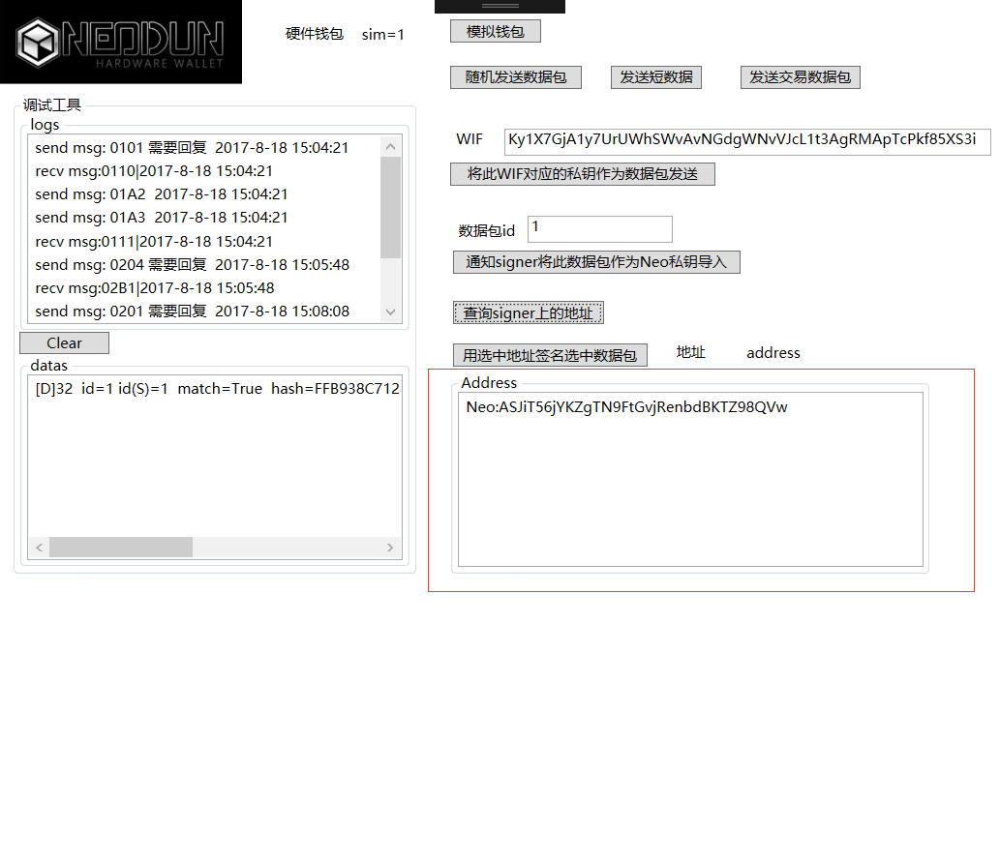 NEODUN
HARDWARE WALLET
硬件钱包 sim=1
模拟钱包
随机发送数据包 发送短数据 发送交易数据包
调试工具
logs
send msg: 0101 需要回复 2017-8-18 15:04:21
recv msg:0110|2017-8-18 15:04:21
send msg: 01A2 2017-8-18 15:04:21
send msg: 01A3 2017-8-18 15:04:21
recv msg:0111|2017-8-18 15:04:21
send msg: 0204 需要回复 2017-8-18 15:05:48
recv msg:02B1|2017-8-18 15:05:48
send msg: 0201 需要回复 2017-8-18 15:08:08
Clear
datas
[D]32 id=1 id(S)=1 match=True hash=FFB938C712
WIF Ky1X7GjA1y7UrUWhSWvAvNGdgWNvVJcL1t3AgRMApTcPkf85XS3i
将此WIF对应的私钥作为数据包发送
数据包id 1
通知signer将此数据包作为Neo私钥导入
查询signer上的地址
用选中地址签名选中数据包 地址 address
Address
Neo:ASJiT56jYKZgTN9FtGvjRenbdBKTZ98QVw